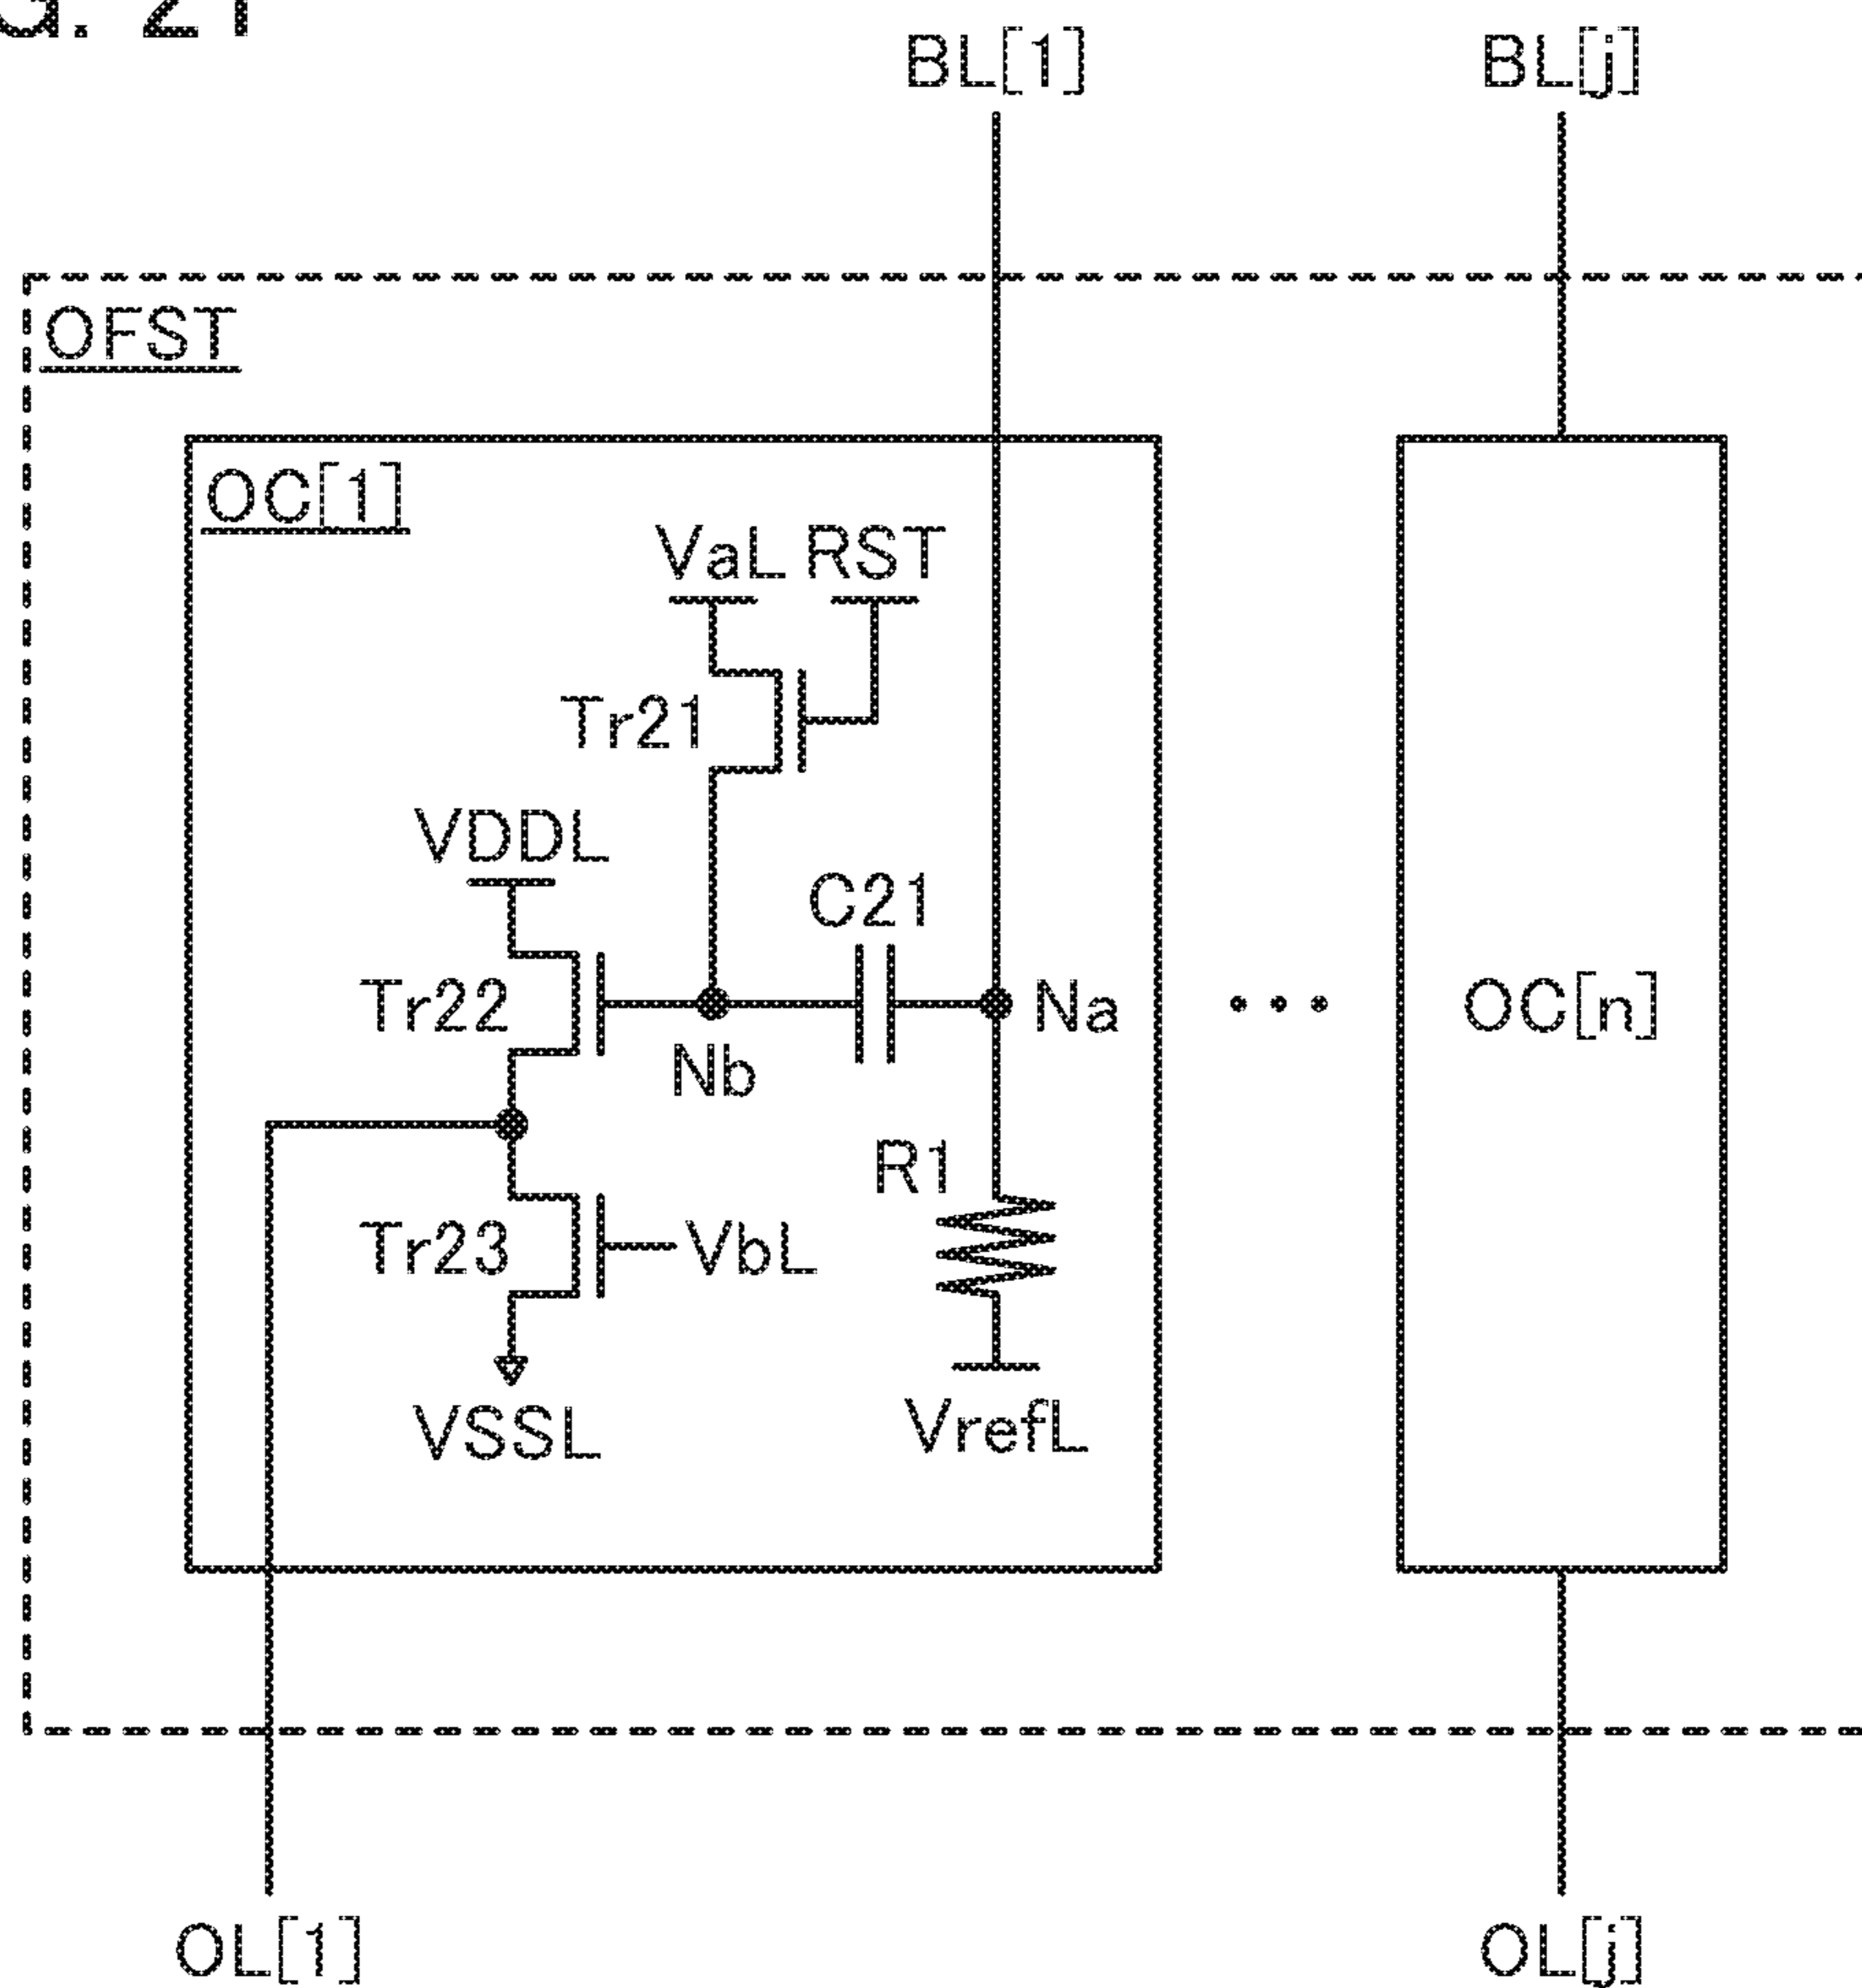 G. 21
BL[1] BL[j]
OFST
OC[1]
VaL RST
Tr21
VDDL
C21
Tr22 Na ••• OC[n]
Nb
R1
Tr23 VbL
VSSL VrefL
OL[1] OL[j]